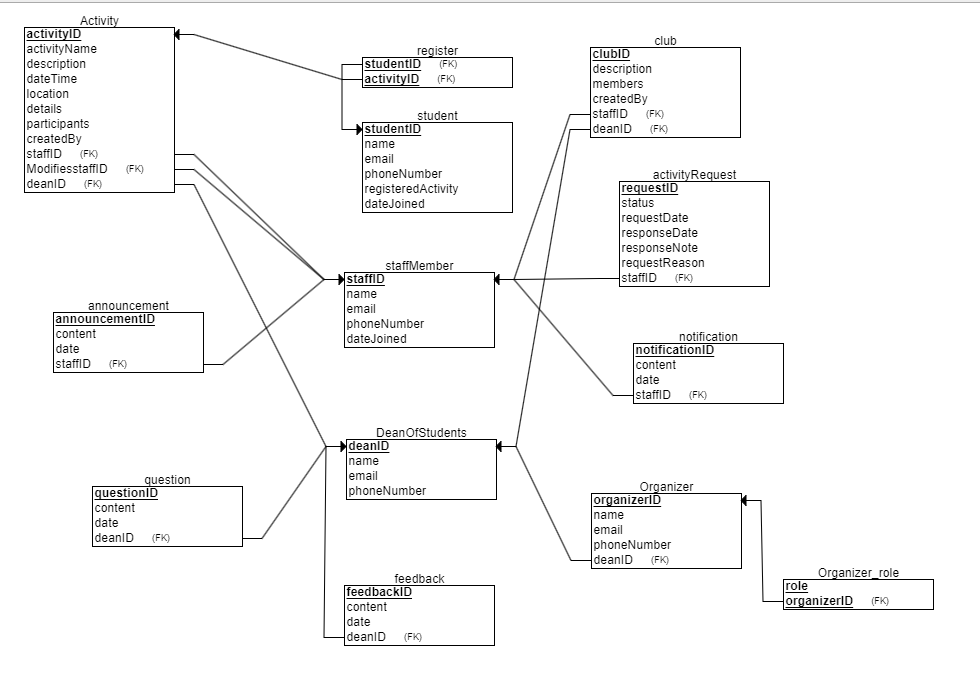 Activity
activityID
activityName
description
dateTime
location
details
participants
createdBy
staffID (FK)
ModifiesstaffID (FK)
deanID (FK)
register
studentID (FK)
activityID (FK)
student
studentID
name
email
phoneNumber
registeredActivity
dateJoined
club
clubID
description
members
createdBy
staffID (FK)
deanID (FK)
activityRequest
requestID
status
requestDate
responseDate
responseNote
requestReason
staffID (FK)
staffMember
staffID
name
email
phoneNumber
dateJoined
announcement
announcementID
content
date
staffID (FK)
notification
notificationID
content
date
staffID (FK)
DeanOfStudents
deanID
name
email
phoneNumber
question
questionID
content
date
deanID (FK)
Organizer
organizerID
name
email
phoneNumber
deanID (FK)
feedback
feedbackID
content
date
deanID (FK)
Organizer_role
role
organizerID (FK)